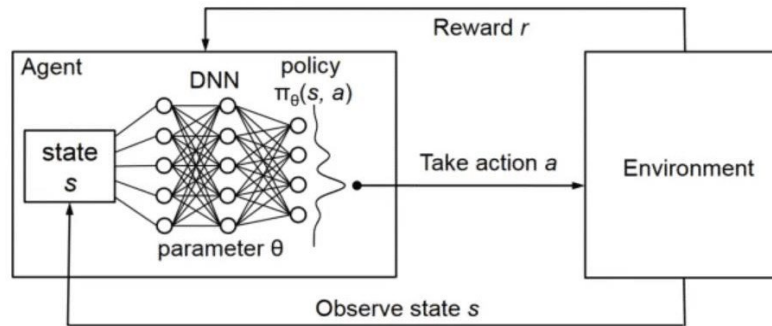 Reward r
Agent
DNN
policy
πθ(s, a)
state
s
Take action a
Environment
parameter θ
Observe state s